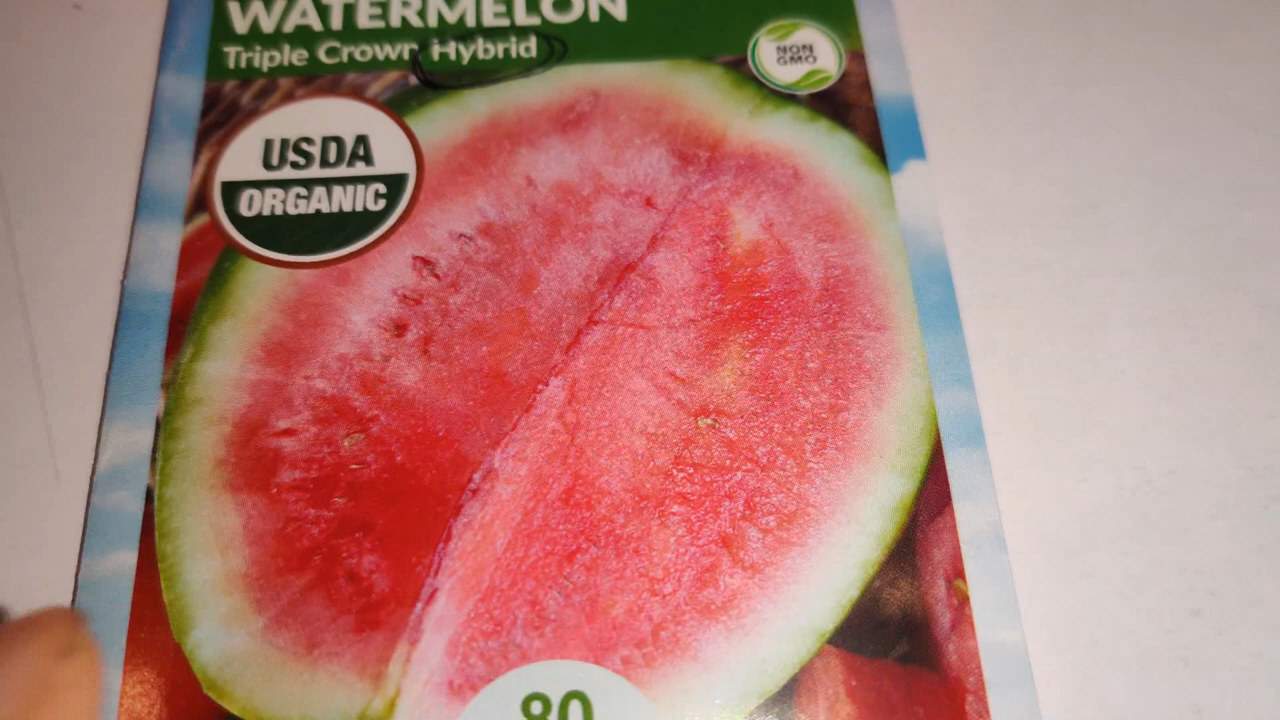 WATERMELON
Triple Crown Hybrid
NON
GMO
USDA
ORGANIC
80